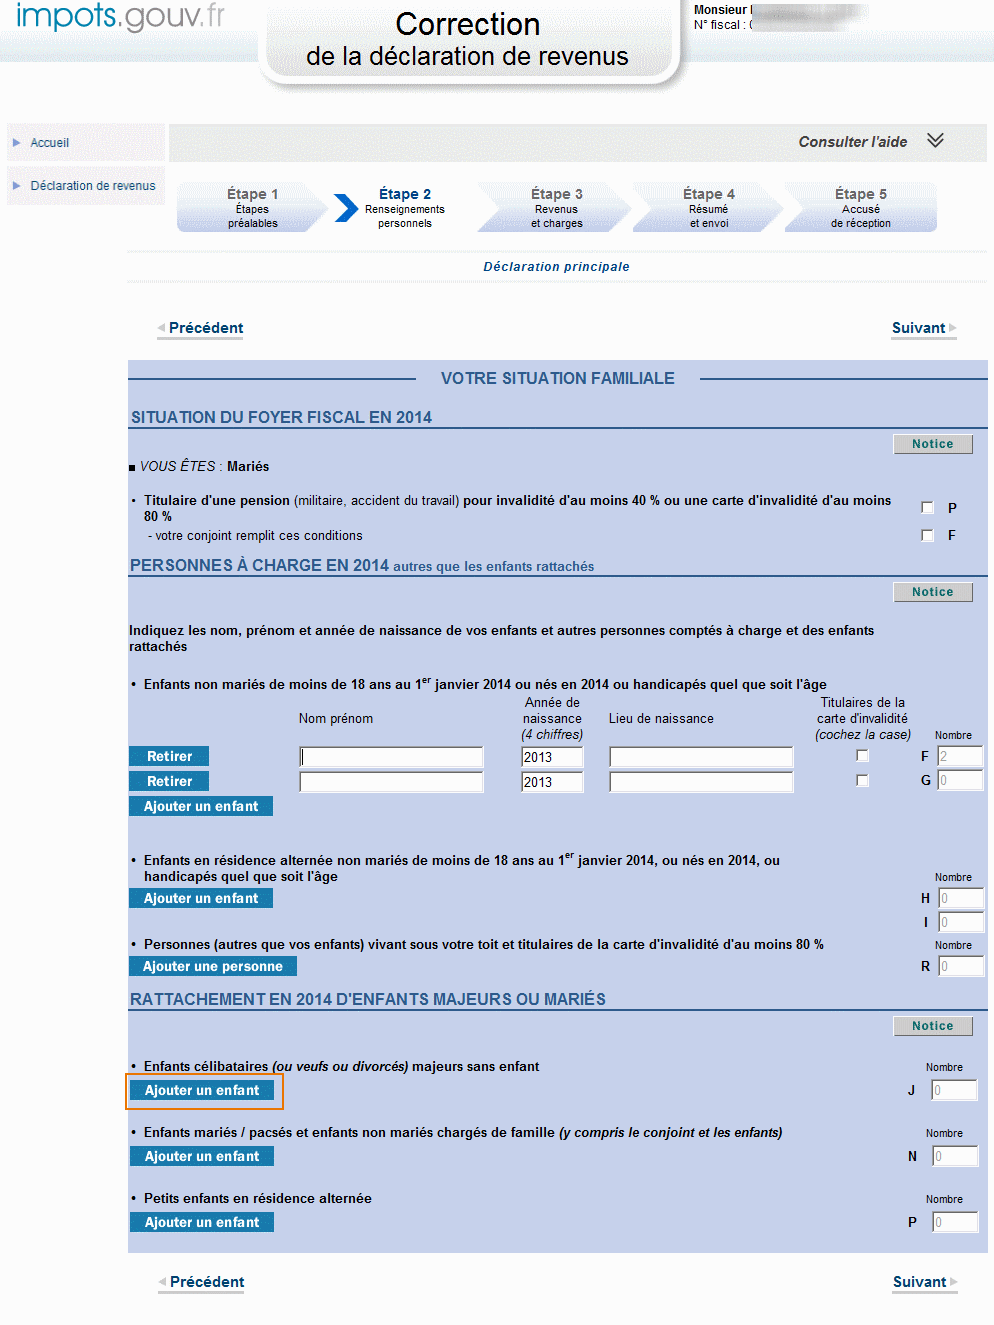 impots.gouv.fr
Correction
de la déclaration de revenus
Monsieur
N° fiscal :
Accueil
Déclaration de revenus
Consulter l'aide
Étape 1
Étapes
préalables
Étape 2
Renseignements
personnels
Étape 3
Revenus
et charges
Étape 4
Résumé
et envoi
Étape 5
Accusé
de réception
Déclaration principale
Précédent
Suivant
VOTRE SITUATION FAMILIALE
SITUATION DU FOYER FISCAL EN 2014
Notice
VOUS ÊTES : Mariés
• Titulaire d'une pension (militaire, accident du travail) pour invalidité d'au moins 40 % ou une carte d'invalidité d'au moins
80 %
P
- votre conjoint remplit ces conditions
F
PERSONNES À CHARGE EN 2014 autres que les enfants rattachés
Notice
Indiquez les nom, prénom et année de naissance de vos enfants et autres personnes comptés à charge et des enfants
rattachés
• Enfants non mariés de moins de 18 ans au 1er janvier 2014 ou nés en 2014 ou handicapés quel que soit l'âge
Nom prénom
Année de
naissance
(4 chiffres)
Lieu de naissance
Titulaires de la
carte d'invalidité
(cochez la case)
Nombre
Retirer 2013 F 2
Retirer 2013 G 0
Ajouter un enfant
• Enfants en résidence alternée non mariés de moins de 18 ans au 1er janvier 2014, ou nés en 2014, ou
handicapés quel que soit l'âge
Nombre
Ajouter un enfant H 0
I 0
• Personnes (autres que vos enfants) vivant sous votre toit et titulaires de la carte d'invalidité d'au moins 80 % Nombre
Ajouter une personne R 0
RATTACHEMENT EN 2014 D'ENFANTS MAJEURS OU MARIÉS
Notice
• Enfants célibataires (ou veufs ou divorcés) majeurs sans enfant Nombre
Ajouter un enfant J 0
• Enfants mariés / pacsés et enfants non mariés chargés de famille (y compris le conjoint et les enfants) Nombre
Ajouter un enfant N 0
• Petits enfants en résidence alternée Nombre
Ajouter un enfant P 0
Précédent
Suivant